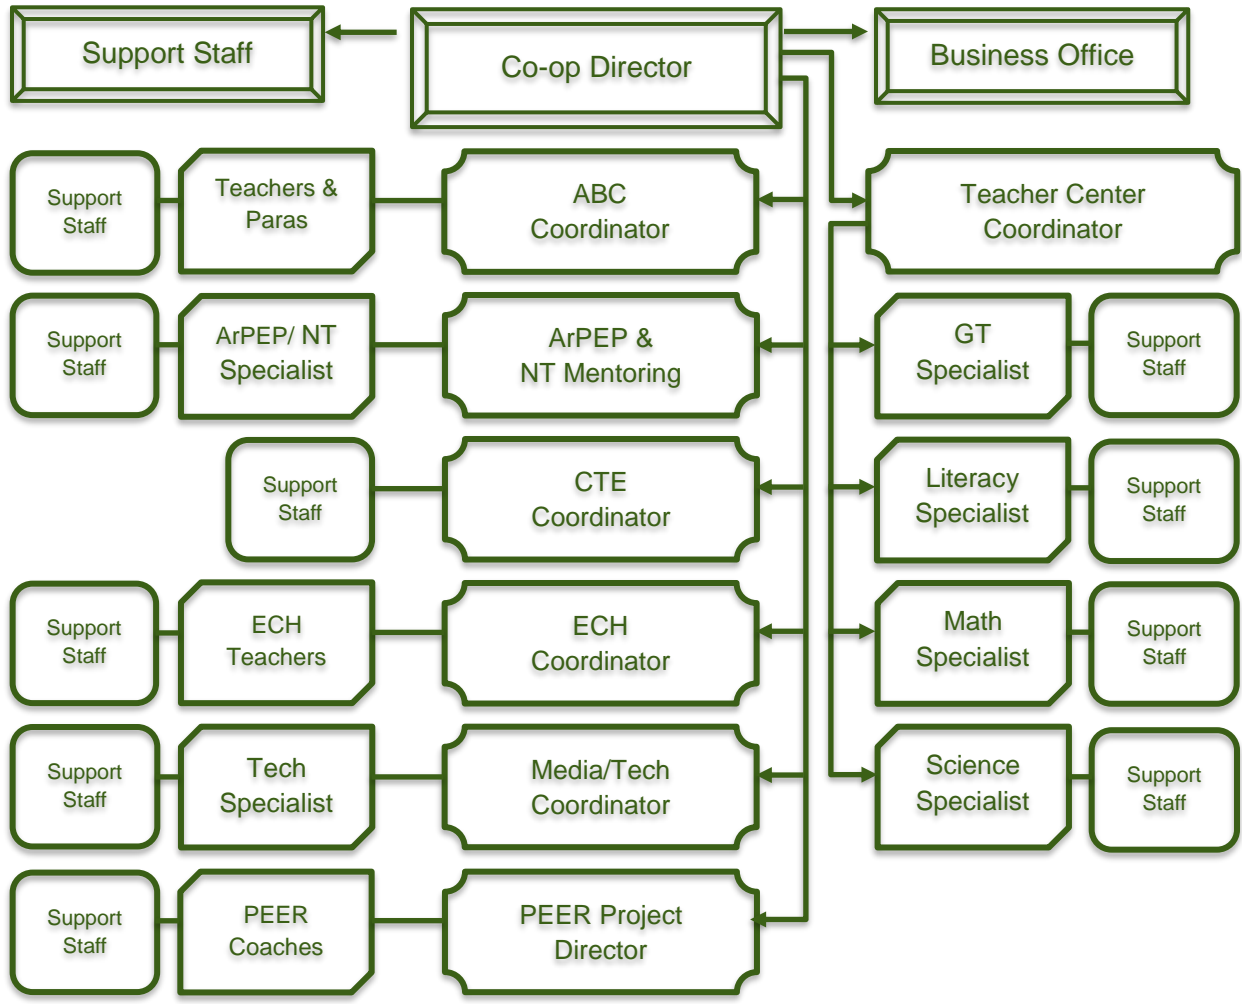 Support Staff
Co-op Director
Business Office
Support
Staff
Teachers &
Paras
ABC
Coordinator
Teacher Center
Coordinator
Support
Staff
ArPEP/ NT
Specialist
ArPEP &
NT Mentoring
GT
Specialist
Support
Staff
Support
Staff
CTE
Coordinator
Literacy
Specialist
Support
Staff
Support
Staff
ECH
Teachers
ECH
Coordinator
Math
Specialist
Support
Staff
Support
Staff
Tech
Specialist
Media/Tech
Coordinator
Science
Specialist
Support
Staff
Support
Staff
PEER
Coaches
PEER Project
Director